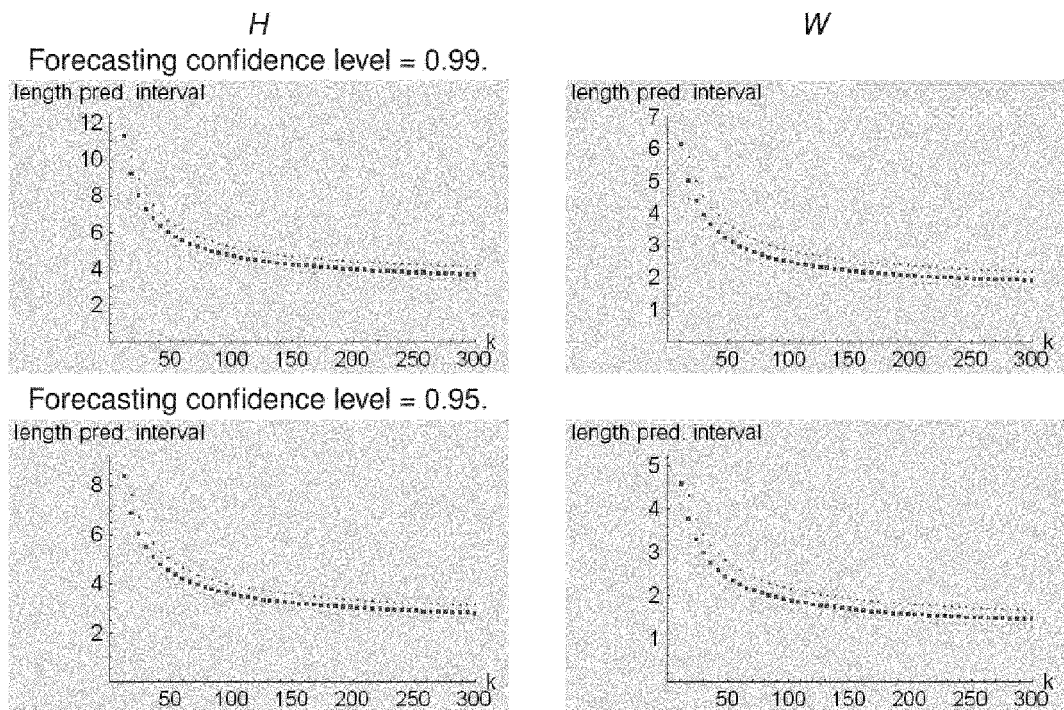 H W
Forecasting confidence level = 0.99.
length pred. interval
12
10
8
6
4
2
50 100 150 200 250 300 k
length pred. interval
7
6
5
4
3
2
1
50 100 150 200 250 300 k
Forecasting confidence level = 0.95.
length pred. interval
8
6
4
2
50 100 150 200 250 300 k
length pred. interval
5
4
3
2
1
50 100 150 200 250 300 k